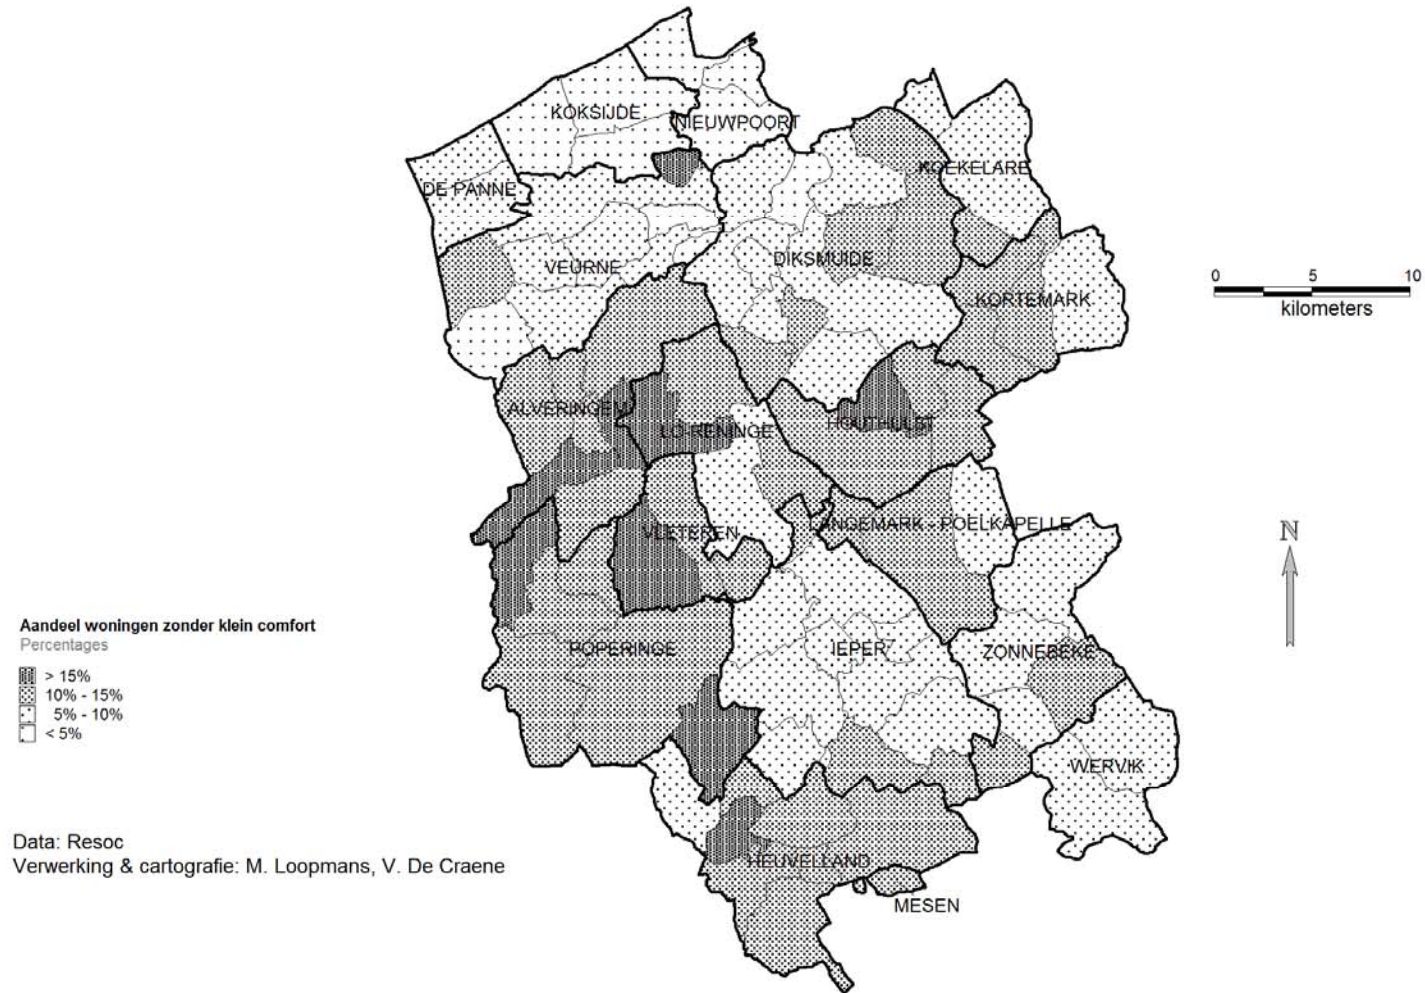 KOKSIJDE
NIEUWPOORT
DE PANNE
KOEKELARE
VEURNE
DIKSMUIDE
KORTEMARK
0 5 10
kilometers
ALVERINGEM
LO-RENINGE
HOUTHULST
VLETEREN
LANGEMARK - POELKAPELLE
N
POPERINGE
IEPER
ZONNEBEKE
WERVIK
HEUVELLAND
MESEN
Aandeel woningen zonder klein comfort
Percentages
> 15%
10% - 15%
5% - 10%
< 5%
Data: Resoc
Verwerking & cartografie: M. Loopmans, V. De Craene